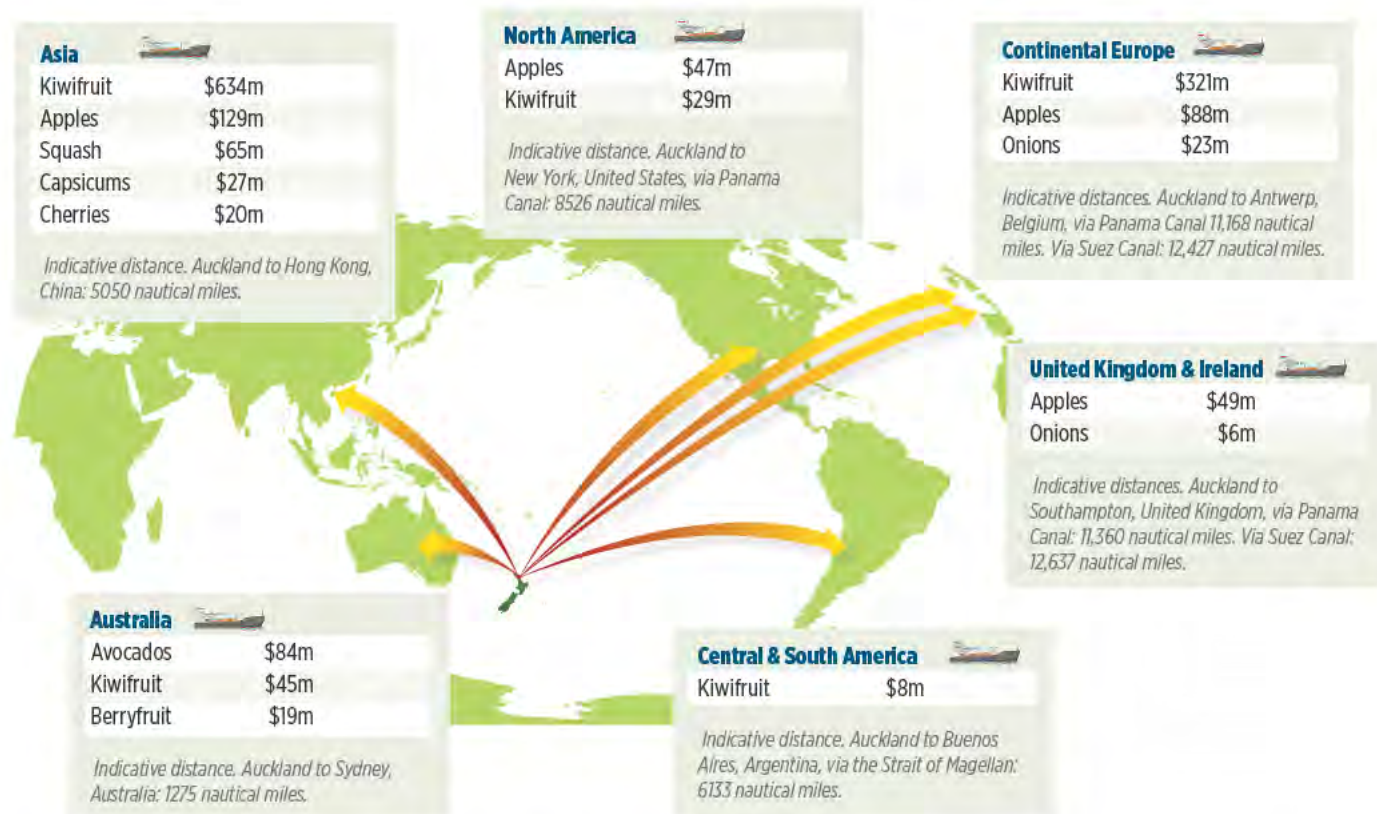 Asia
Kiwifruit $634m
Apples $129m
Squash $65m
Capsicums $27m
Cherries $20m
Indicative distance. Auckland to Hong Kong,
China: 5050 nautical miles.
North America
Apples $47m
Kiwifruit $29m
Indicative distance. Auckland to
New York, United States, via Panama
Canal: 8526 nautical miles.
Continental Europe
Kiwifruit $321m
Apples $88m
Onions $23m
Indicative distances. Auckland to Antwerp,
Belgium, via Panama Canal 11,168 nautical
miles. Via Suez Canal: 12,427 nautical miles.
United Kingdom & Ireland
Apples $49m
Onions $6m
Indicative distances. Auckland to
Southampton, United Kingdom, via Panama
Canal: 11,360 nautical miles. Via Suez Canal:
12,637 nautical miles.
Australia
Avocados $84m
Kiwifruit $45m
Berryfruit $19m
Indicative distance. Auckland to Sydney,
Australia: 1275 nautical miles.
Central & South America
Kiwifruit $8m
Indicative distance. Auckland to Buenos
Aires, Argentina, via the Strait of Magellan:
6133 nautical miles.